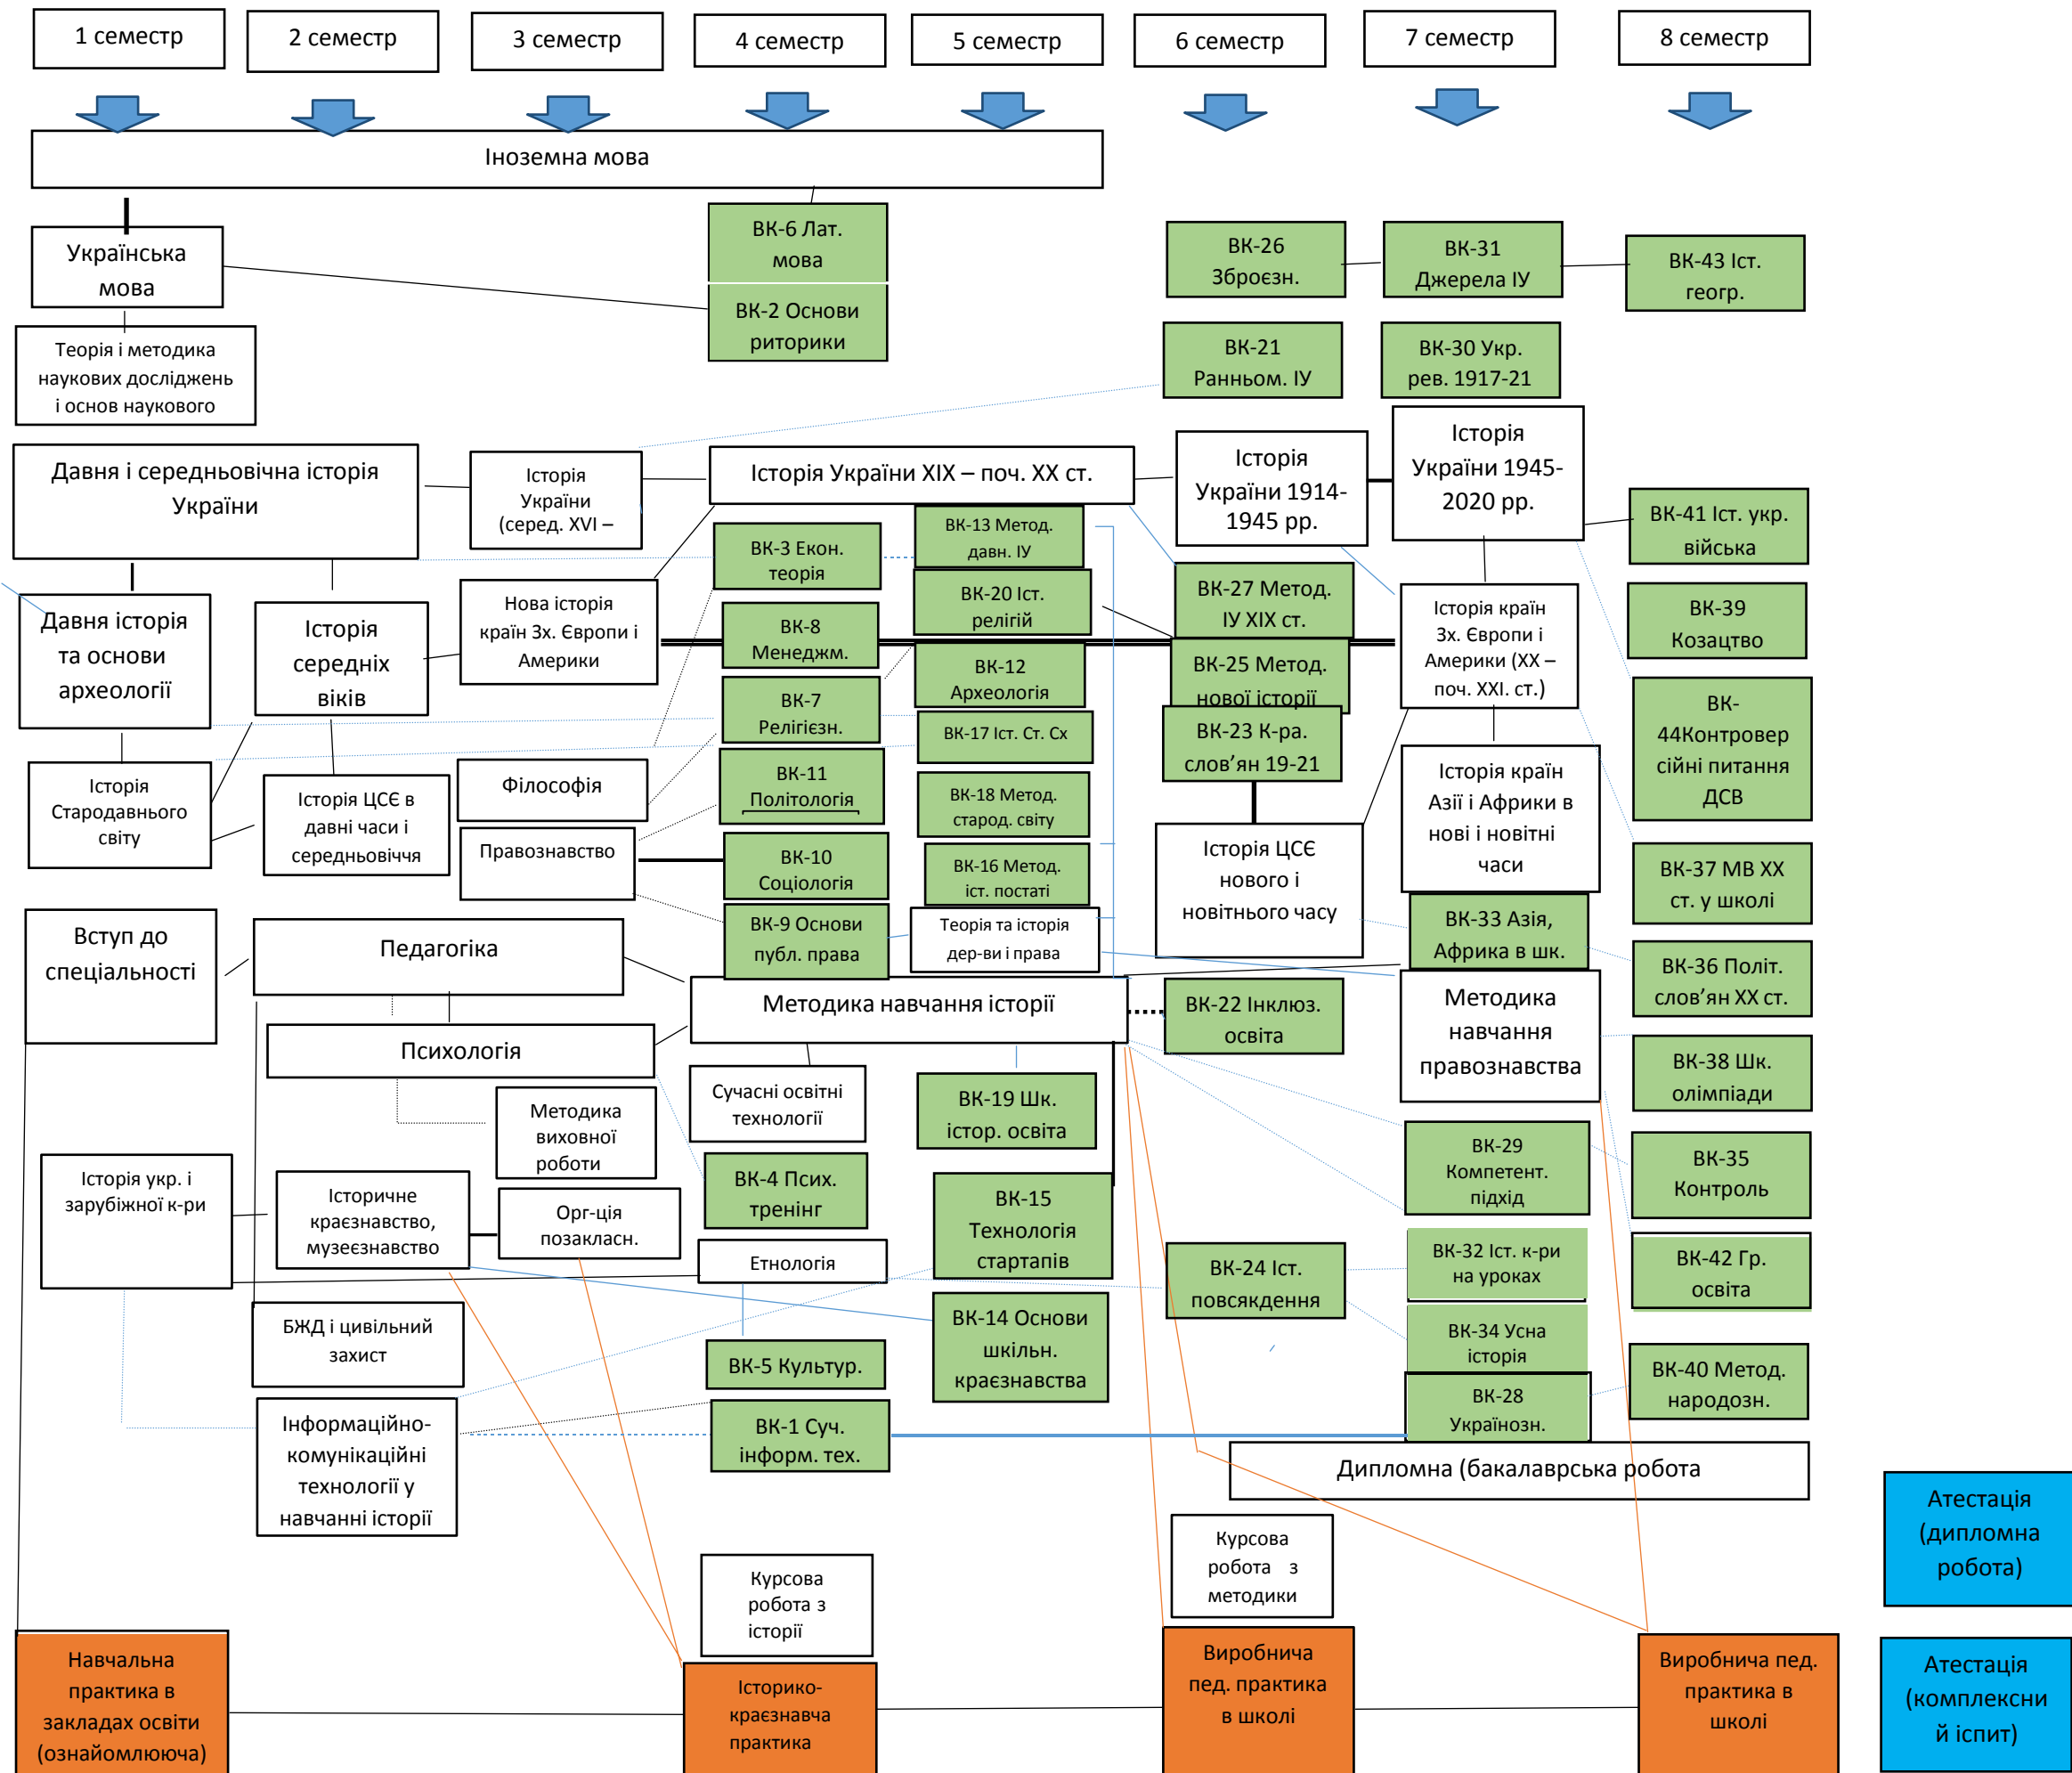 1 семестр
2 семестр
3 семестр
4 семестр
5 семестр
6 семестр
7 семестр
8 семестр
Іноземна мова
Українська
мова
ВК-6 Лат.
мова
ВК-2 Основи
риторики
ВК-26
Зброєзн.
ВК-31
Джерела ІУ
ВК-43 Іст.
геогр.
Теорія і методика
наукових досліджень
і основ наукового
ВК-21
Ранньом. ІУ
ВК-30 Укр.
рев. 1917-21
Давня і середньовічна історія
України
Історія
України
(серед. XVI –
Історія України ХІХ – поч. ХХ ст.
Історія
України 1914-
1945 рр.
Історія
України 1945-
2020 рр.
ВК-41 Іст. укр.
війська
ВК-3 Екон.
теорія
ВК-13 Метод.
давн. ІУ
ВК-20 Іст.
релігій
ВК-27 Метод.
ІУ ХІХ ст.
Давня історія
та основи
археології
Історія
середніх
віків
Нова історія
країн Зх. Європи і
Америки
ВК-8
Менеджм.
ВК-12
Археологія
ВК-25 Метод.
нової історії
Історія країн
Зх. Європи і
Америки (ХХ –
поч. ХХІ. ст.)
ВК-39
Козацтво
ВК-7
Релігієзн.
ВК-17 Іст. Ст. Сх
ВК-23 К-ра.
слов’ян 19-21
ВК-
44Контровер
сійні питання
ДСВ
Історія
Стародавнього
світу
Історія ЦСЄ в
давні часи і
середньовіччя
Філософія
ВК-11
Політологія
ВК-18 Метод.
старод. світу
Історія країн
Азії і Африки в
нові і новітні
часи
Правознавство
ВК-10
Соціологія
ВК-16 Метод.
іст. постаті
Історія ЦСЄ
нового і
новітнього часу
ВК-37 МВ ХХ
ст. у школі
Вступ до
спеціальності
Педагогіка
ВК-9 Основи
публ. права
Теорія та історія
дер-ви і права
ВК-33 Азія,
Африка в шк.
ВК-36 Політ.
слов’ян ХХ ст.
Методика навчання історії
ВК-22 Інклюз.
освіта
Методика
навчання
правознавства
Психологія
ВК-38 Шк.
олімпіади
Методика
виховної
роботи
Сучасні освітні
технології
ВК-19 Шк.
істор. освіта
ВК-29
Компетент.
підхід
ВК-35
Контроль
Історія укр. і
зарубіжної к-ри
Історичне
краєзнавство,
музеєзнавство
Орг-ція
позакласн.
ВК-4 Псих.
тренінг
ВК-15
Технологія
стартапів
Етнологія
ВК-24 Іст.
повсякдення
ВК-32 Іст. к-ри
на уроках
ВК-42 Гр.
освіта
БЖД і цивільний
захист
ВК-5 Культур.
ВК-14 Основи
шкільн.
краєзнавства
ВК-34 Усна
історія
ВК-40 Метод.
народозн.
Інформаційно-
комунікаційні
технології у
навчанні історії
ВК-1 Суч.
інформ. тех.
ВК-28
Українозн.
Дипломна (бакалаврська робота
Атестація
(дипломна
робота)
Курсова
робота з
історії
Курсова
робота з
методики
Навчальна
практика в
закладах освіти
(ознайомлююча)
Історико-
краєзнавча
практика
Виробнича
пед. практика
в школі
Виробнича пед.
практика в
школі
Атестація
(комплексни
й іспит)